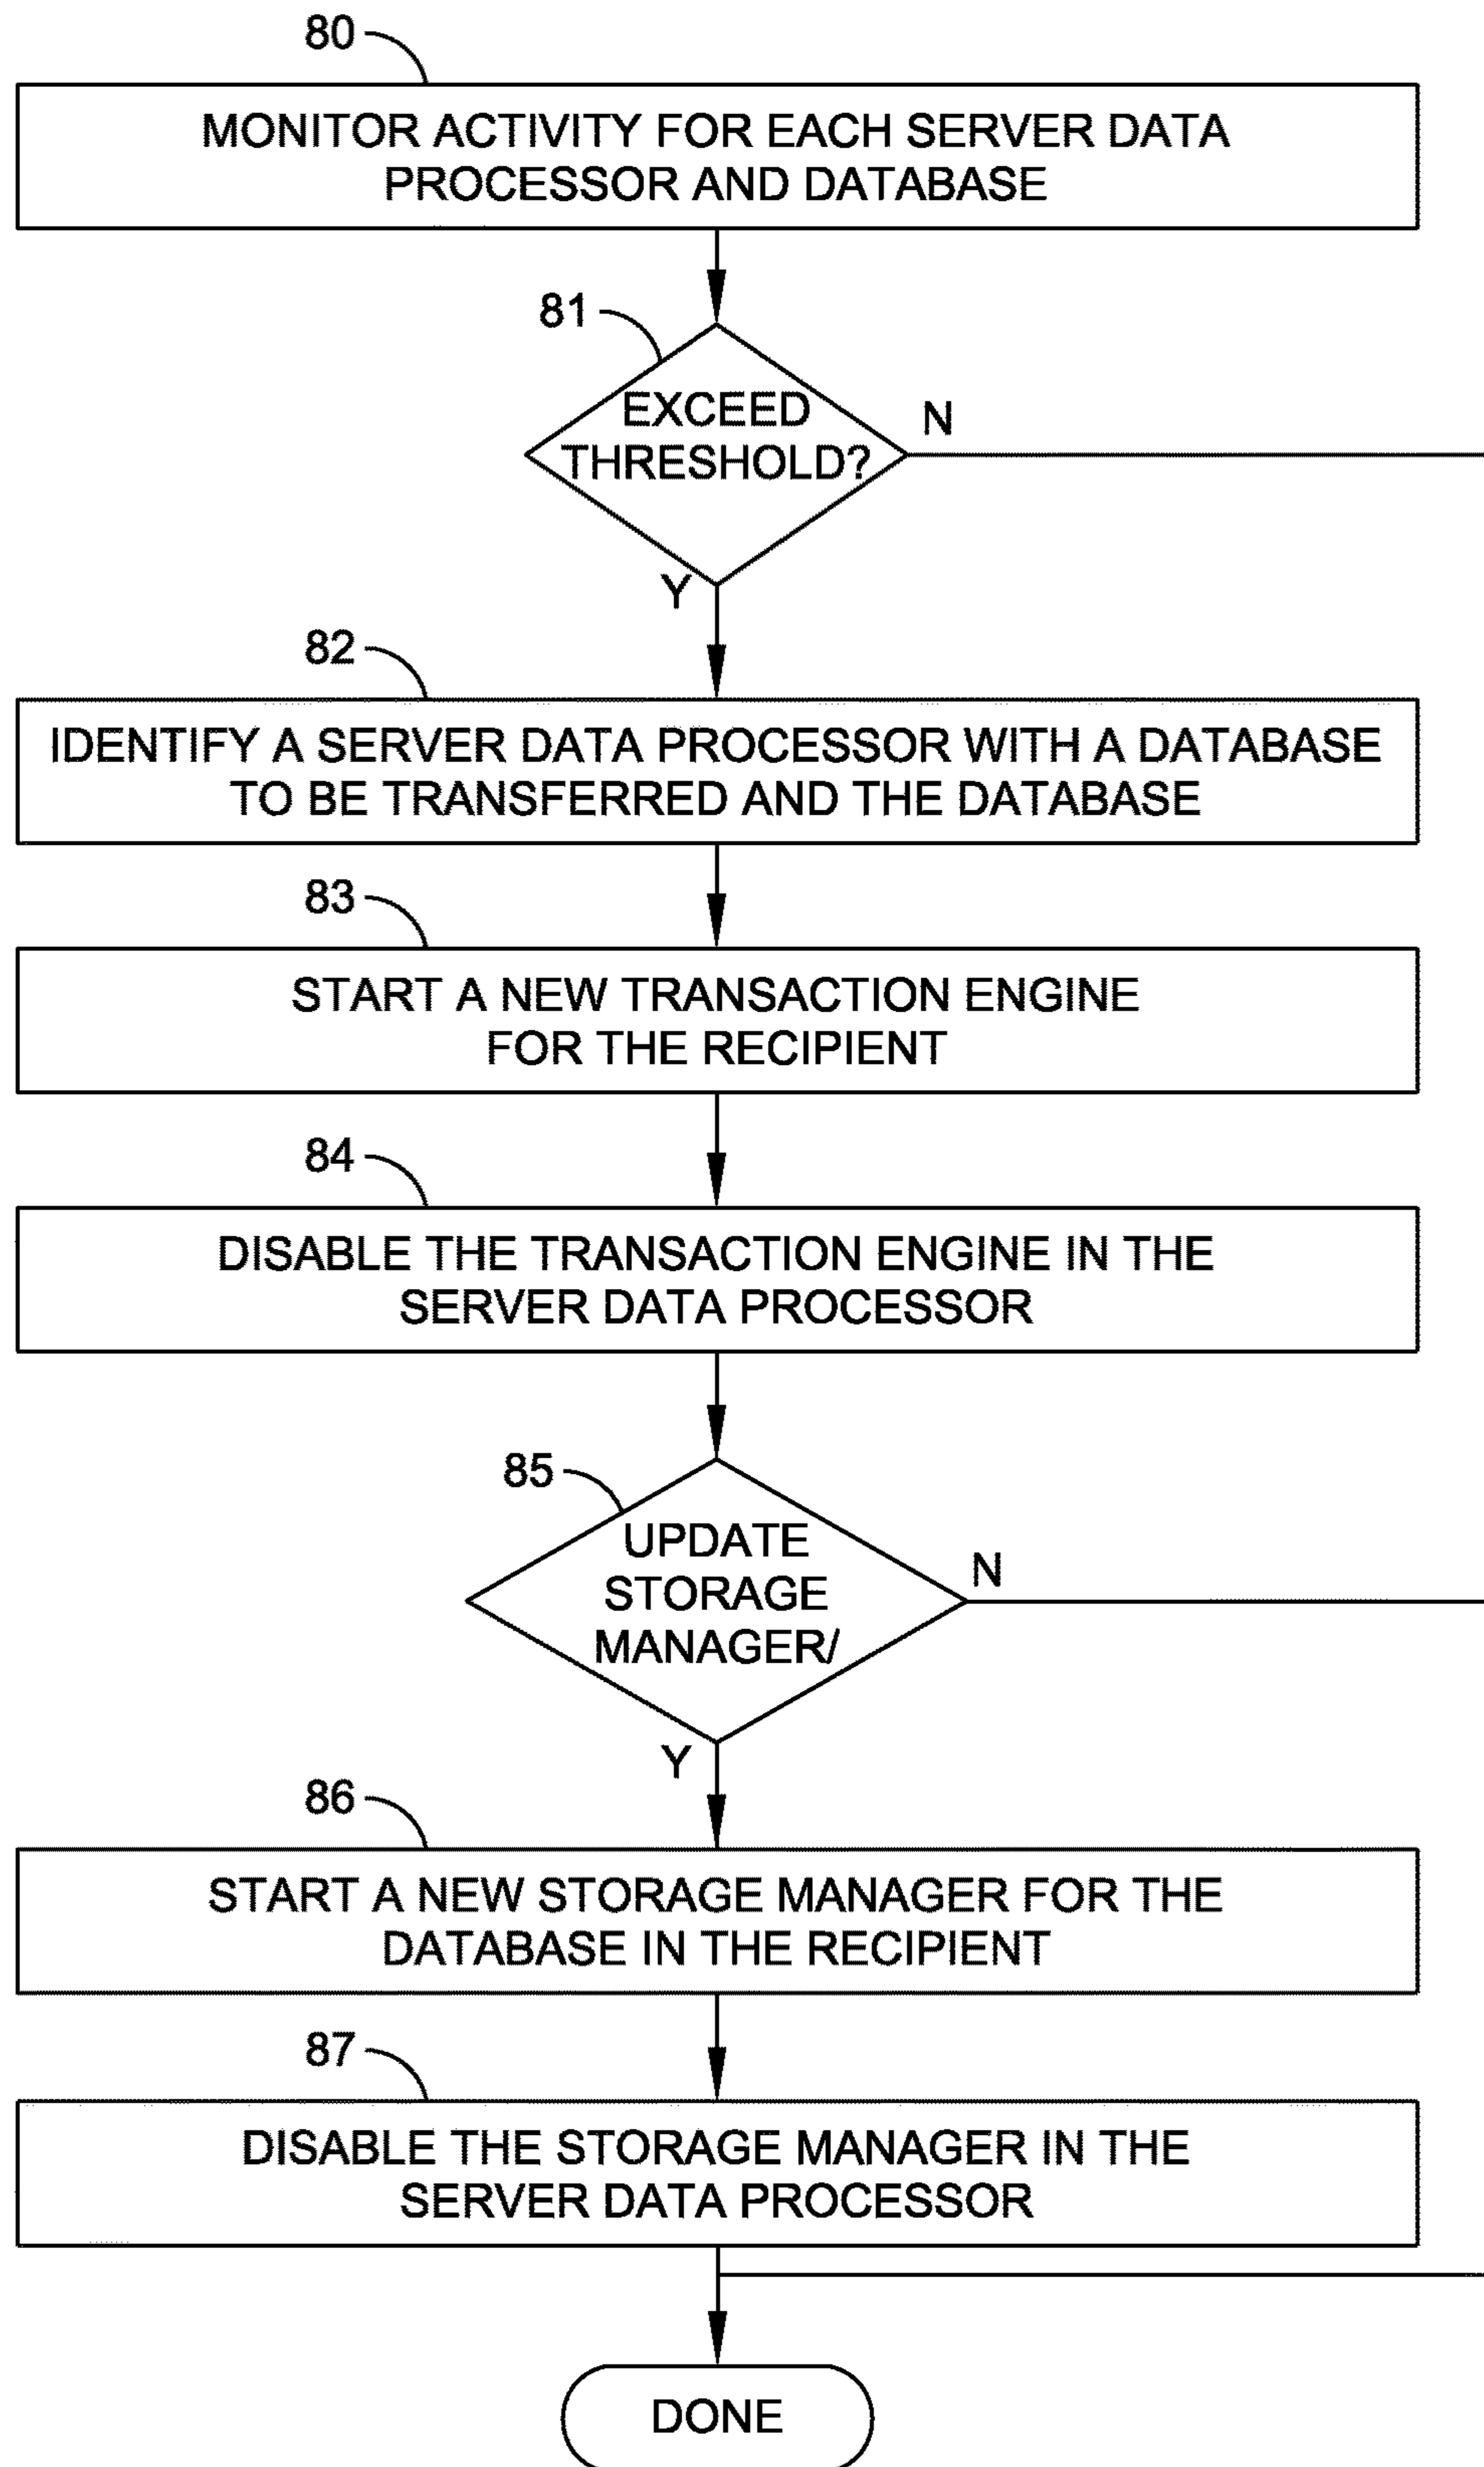 80
MONITOR ACTIVITY FOR EACH SERVER DATA
PROCESSOR AND DATABASE
81
EXCEED
THRESHOLD?
N
Y
82
IDENTIFY A SERVER DATA PROCESSOR WITH A DATABASE
TO BE TRANSFERRED AND THE DATABASE
83
START A NEW TRANSACTION ENGINE
FOR THE RECIPIENT
84
DISABLE THE TRANSACTION ENGINE IN THE
SERVER DATA PROCESSOR
85
UPDATE
STORAGE
MANAGER/
N
Y
86
START A NEW STORAGE MANAGER FOR THE
DATABASE IN THE RECIPIENT
87
DISABLE THE STORAGE MANAGER IN THE
SERVER DATA PROCESSOR
DONE